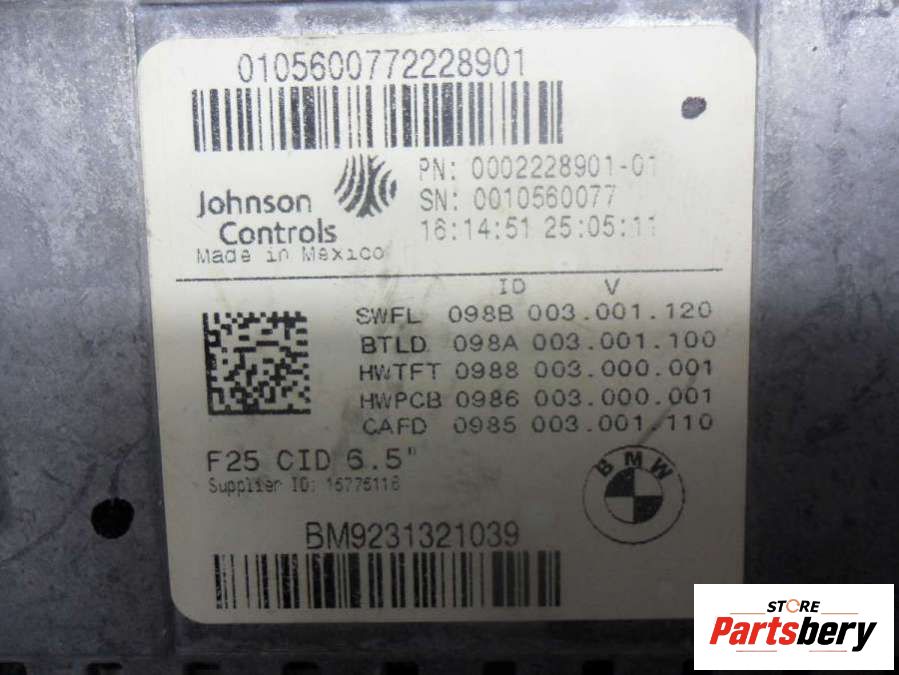 0105600772228901
Johnson
Controls
PN: 0002228901-01
SN: 0010560077
16:14:51 25:05:11
Made in Mexico
ID V
SWFL 098B 003.001.120
BTLD 098A 003.001.100
HWTFT 0988 003.000.001
HWPCB 0986 003.000.001
CAFD 0985 003.001.110
F25 CID 6.5"
Supplier ID: 15775116
BMW
BM9231321039
STORE
Partsbery